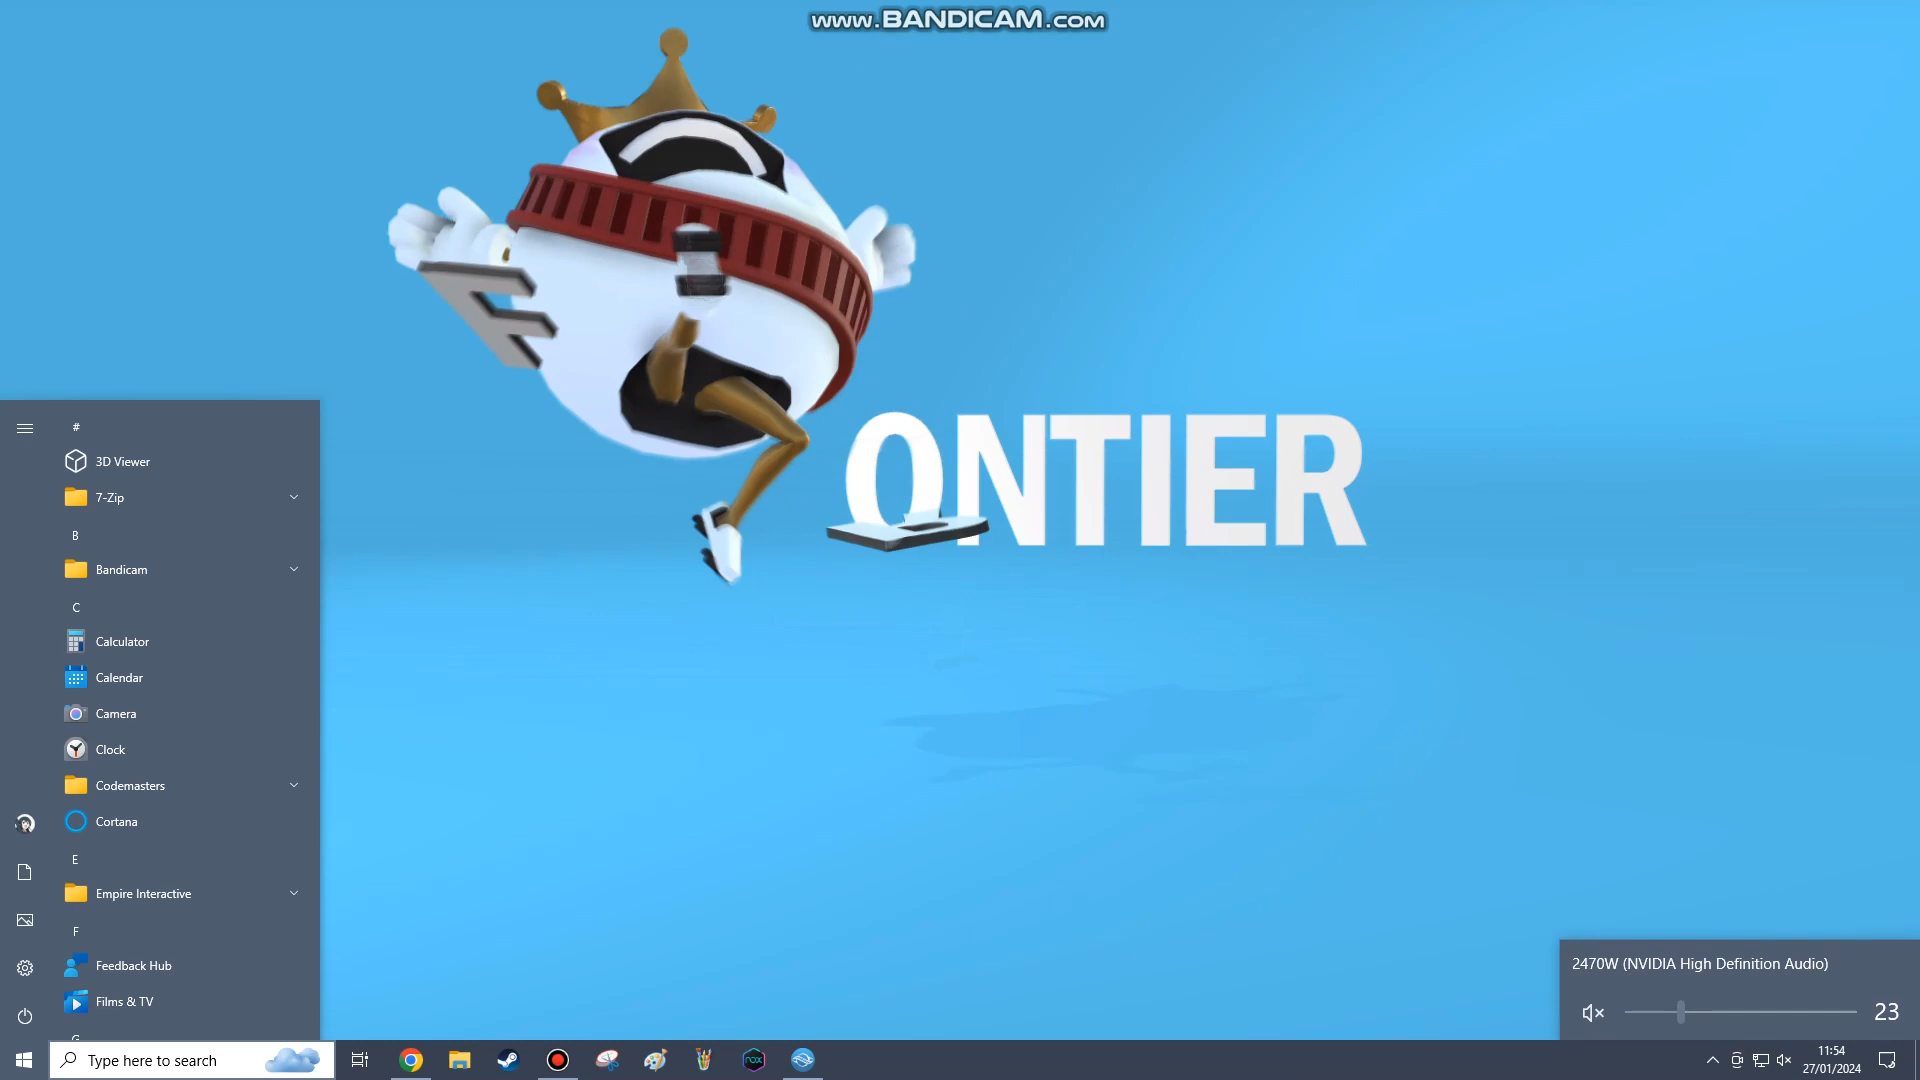 www.BANDICAM.com
F
ONTIER
#
3D Viewer
7-Zip
B
Bandicam
C
Calculator
Calendar
Camera
Clock
Codemasters
Cortana
E
Empire Interactive
F
Feedback Hub
Films & TV
2470W (NVIDIA High Definition Audio)
23
Type here to search
nox
11:54
27/01/2024